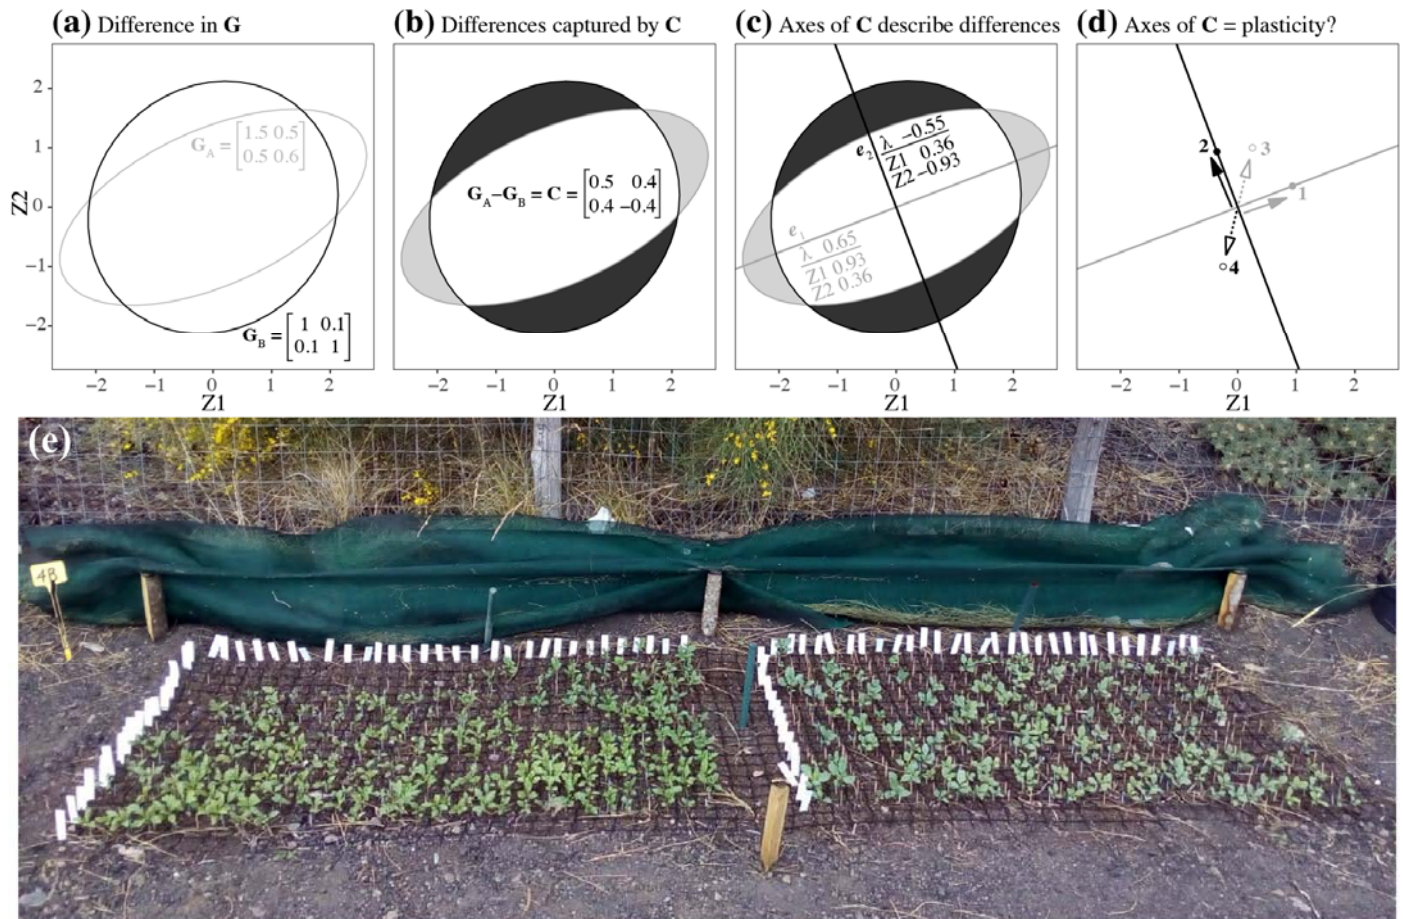 (a) Difference in G
(b) Differences captured by C
(c) Axes of C describe differences
(d) Axes of C = plasticity?
Z2
2
1
0
−1
−2
G_A = [1.5 0.5
0.5 0.6]
G_B = [1 0.1
0.1 1]
−2 −1 0 1 2
Z1
G_A−G_B = C = [0.5 0.4
0.4 −0.4]
−2 −1 0 1 2
Z1
e_2 λ −0.55
Z1 0.36
Z2 −0.93
e_1
λ 0.65
Z1 0.93
Z2 0.36
−2 −1 0 1 2
Z1
2
3
1
4
−2 −1 0 1 2
Z1
(e)
4B